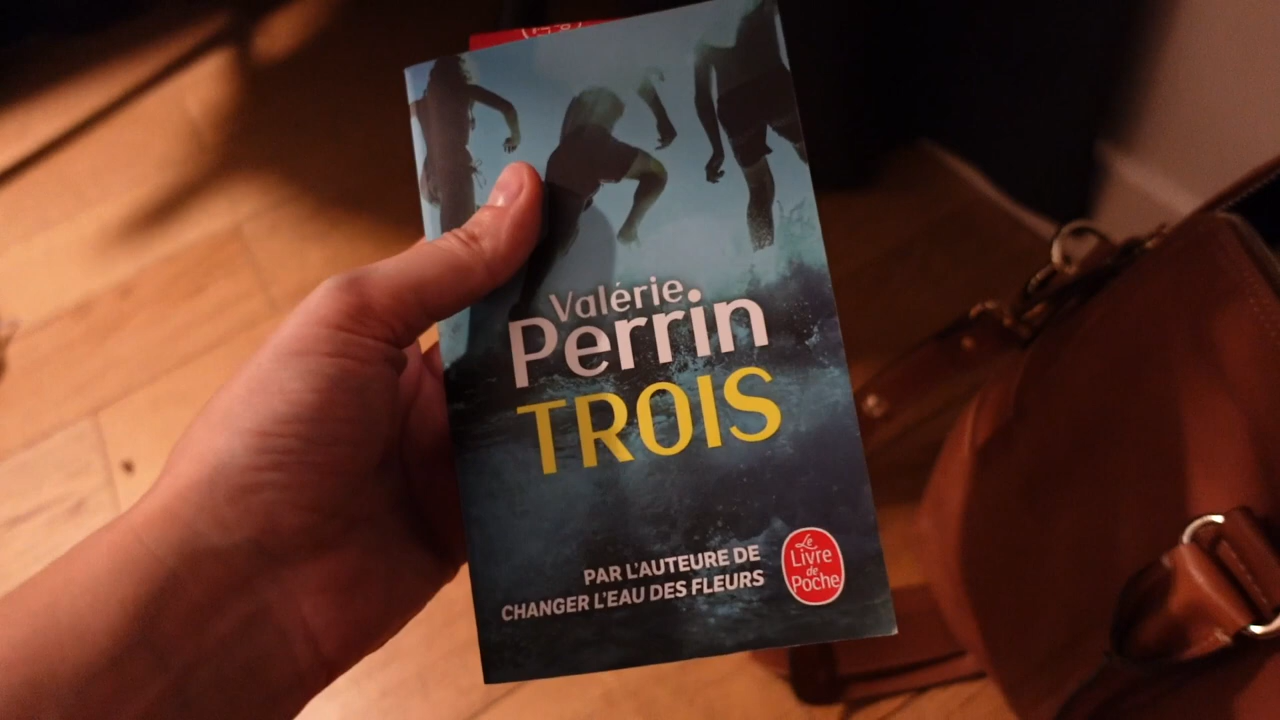 Valérie
Perrin
TROIS
PAR L'AUTEURE DE
CHANGER L'EAU DES FLEURS
Le
Livre
de
Poche